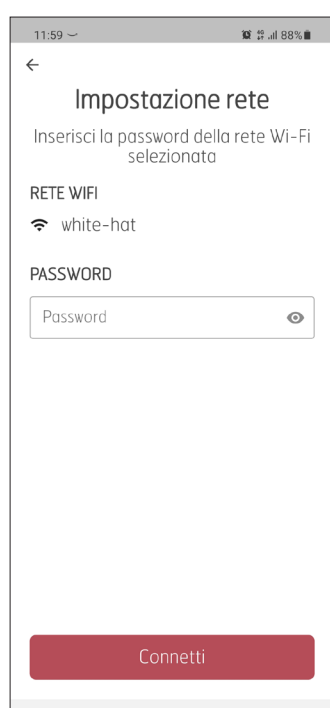 11:59
88%
Impostazione rete
Inserisci la password della rete Wi-Fi
selezionata
RETE WIFI
white-hat
PASSWORD
Password
Connetti